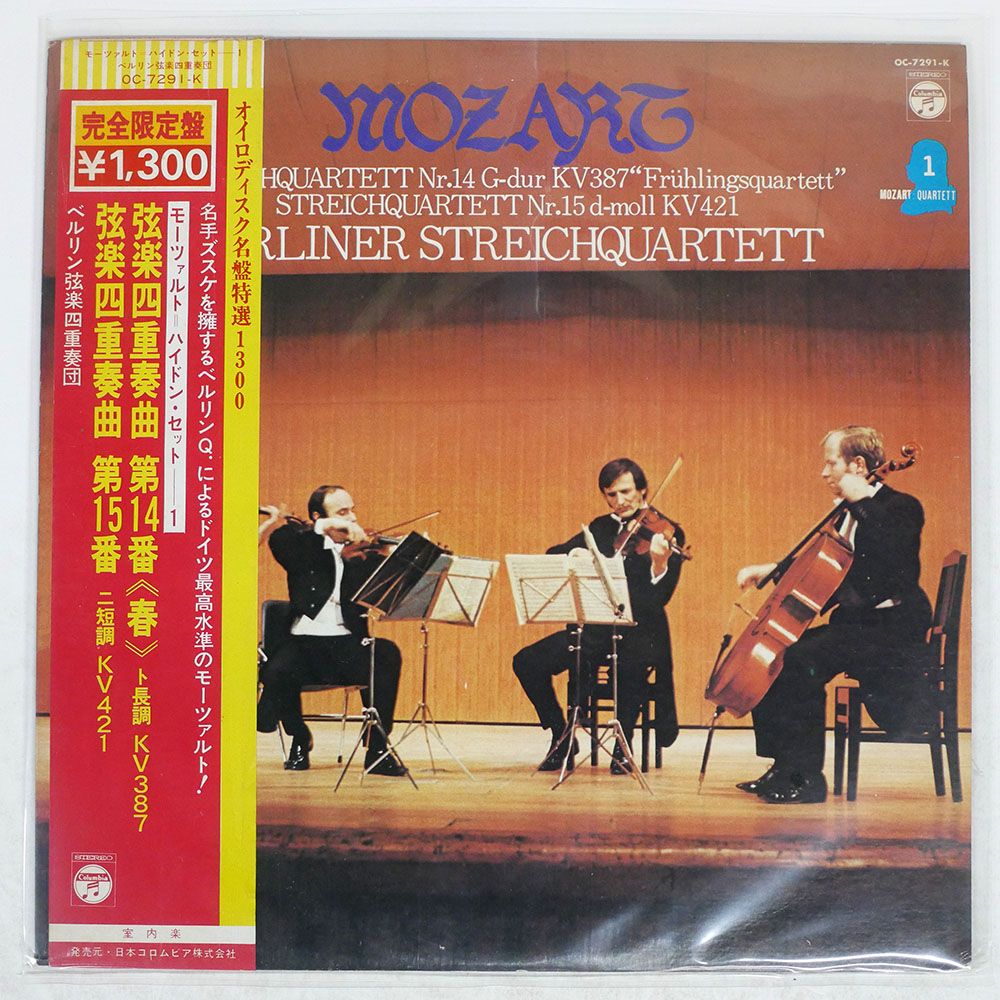 モーツァルト=ハイドン・セット—1
ベルリン弦楽四重奏団
OC-7291-K
完全限定盤
¥1,300
オイロディスク名盤特選1300
名手ズスケを擁するベルリンQ.によるドイツ最高水準のモーツァルト!
モーツァルト=ハイドン・セット—1
弦楽四重奏曲 第14番《春》ト長調 KV387
弦楽四重奏曲 第15番 ニ短調 KV421
ベルリン弦楽四重奏団
STEREO
Columbia
室内楽
発売元・日本コロムビア株式会社
OC-7291-K
STEREO
Columbia
MOZART
HQUARTETT Nr.14 G-dur KV387“Frühlingsquartett”
STREICHQUARTETT Nr.15 d-moll KV421
RLINER STREICHQUARTETT
1
MOZART QUARTETT